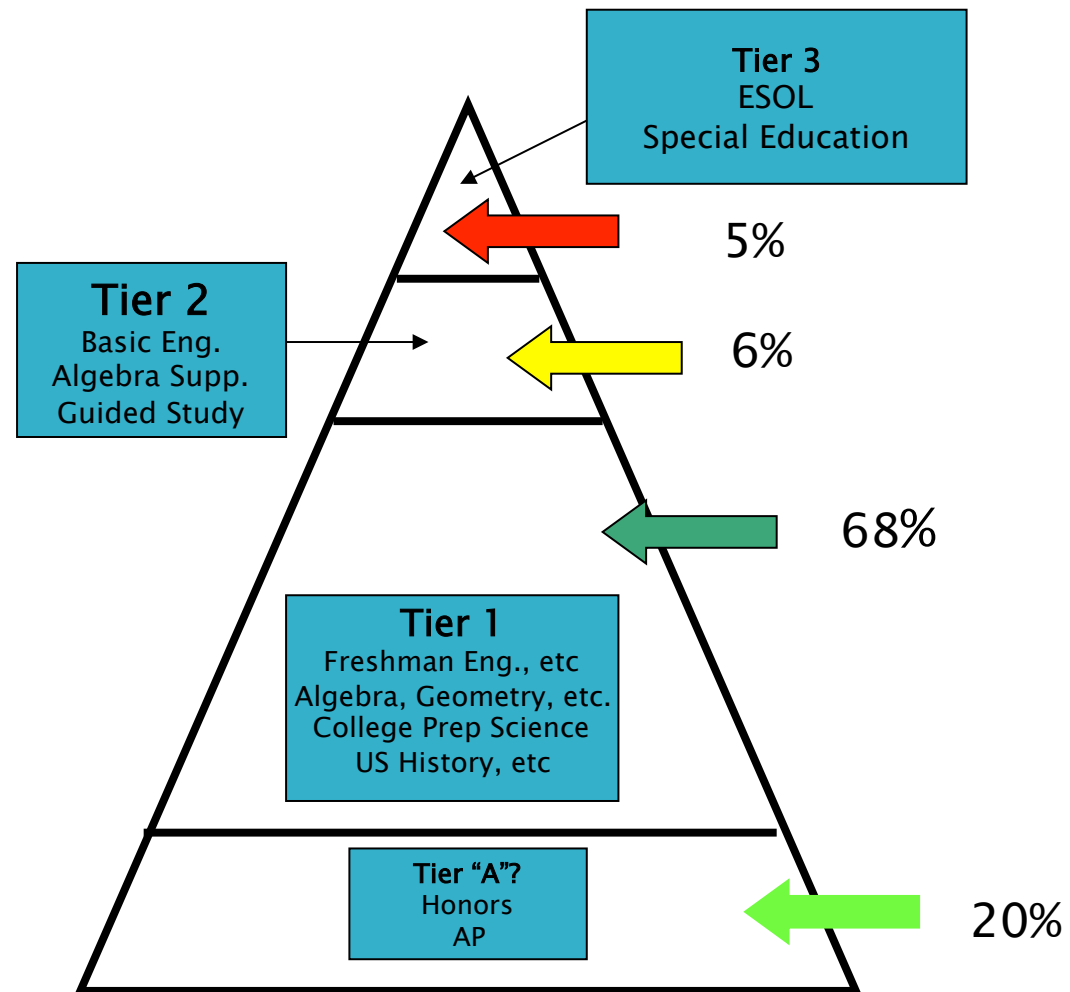 Tier 3
ESOL
Special Education
5%
Tier 2
Basic Eng.
Algebra Supp.
Guided Study
6%
68%
Tier 1
Freshman Eng., etc
Algebra, Geometry, etc.
College Prep Science
US History, etc
Tier “A”?
Honors
AP
20%